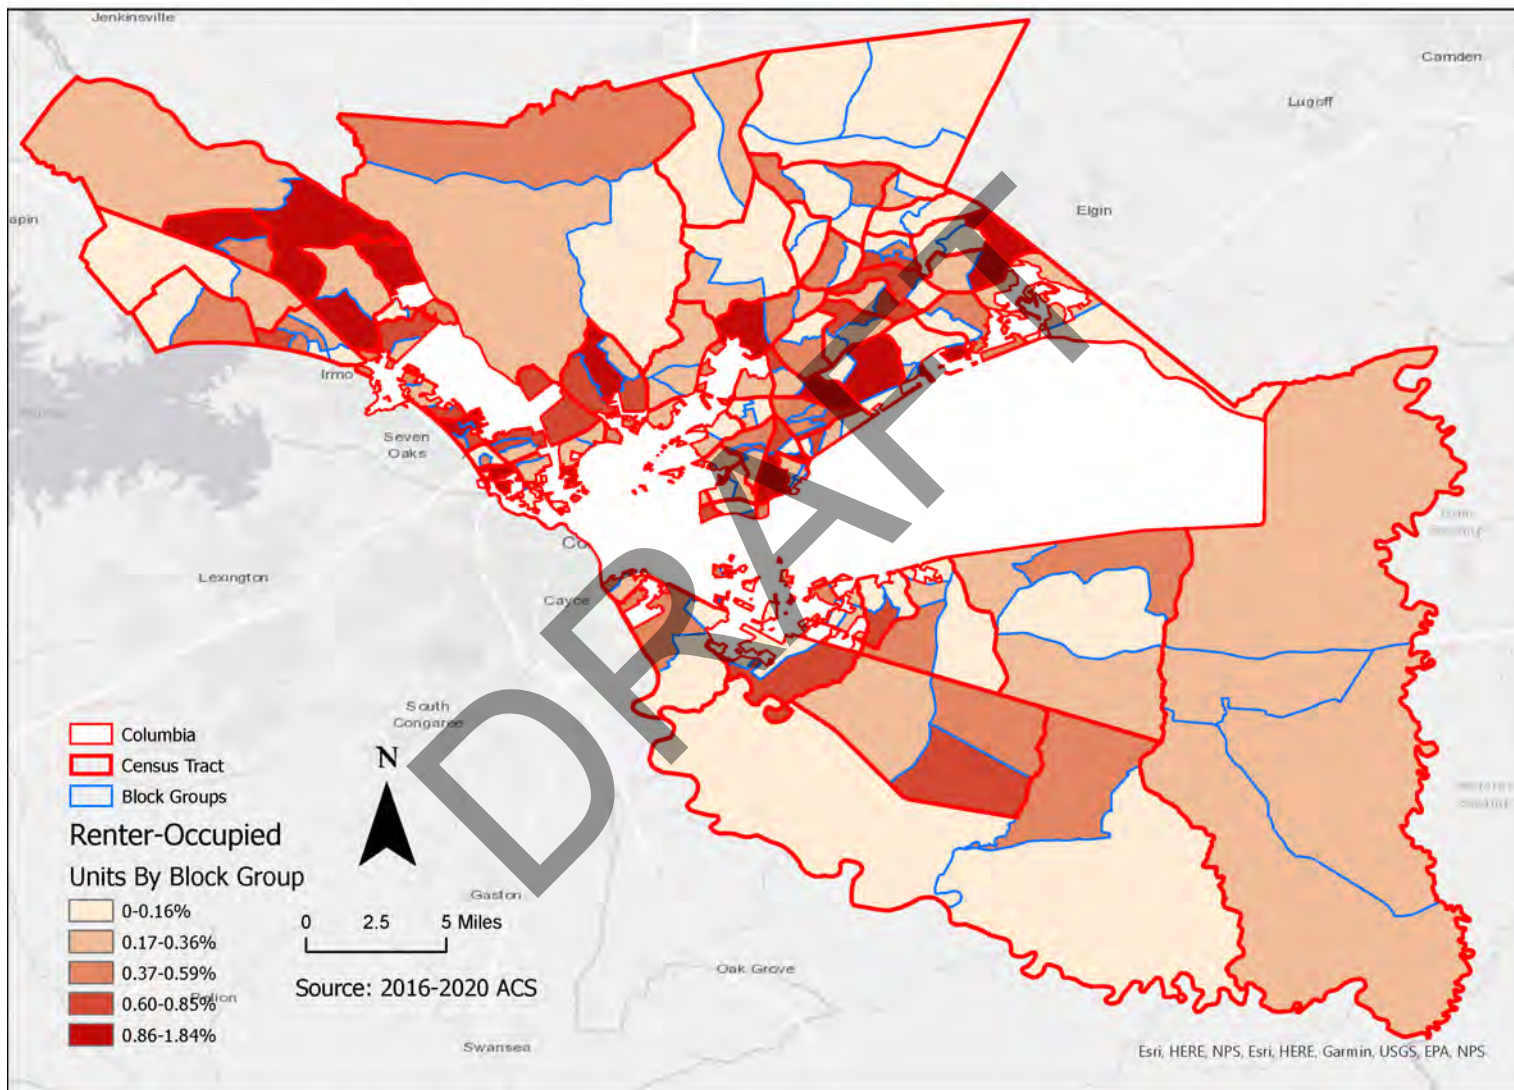 Jenkinsville
Camden
Lugoff
Elgin
apin
Irmo
Seven
Oaks
Lexington
Co
Cayce
South
Congaree
Gaston
Oak Grove
Swansea
DRAFT
Columbia
Census Tract
Block Groups
Renter-Occupied
Units By Block Group
0-0.16%
0.17-0.36%
0.37-0.59%
0.60-0.85%
0.86-1.84%
N
0 2.5 5 Miles
Source: 2016-2020 ACS
Esri, HERE, NPS, Esri, HERE, Garmin, USGS, EPA, NPS